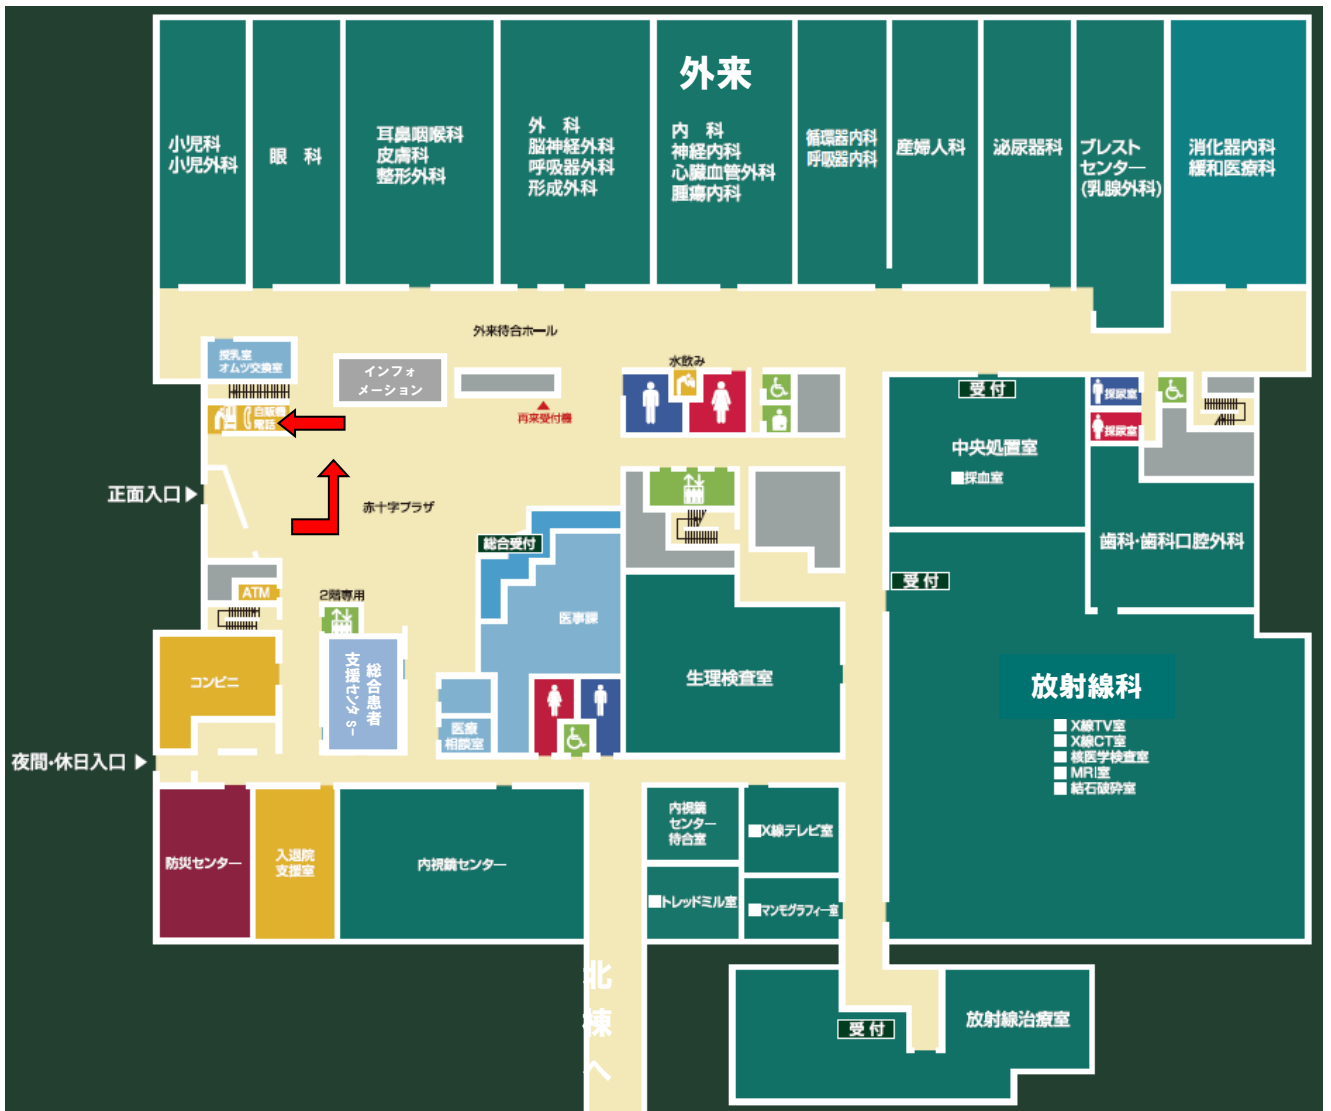 外来
小児科
小児外科
眼 科
耳鼻咽喉科
皮膚科
整形外科
外 科
脳神経外科
呼吸器外科
形成外科
内 科
神経内科
心臓血管外科
腫瘍内科
循環器内科
呼吸器内科
産婦人科
泌尿器科
ブレスト
センター
(乳腺外科)
消化器内科
緩和医療科
外来待合ホール
授乳室
オムツ交換室
インフォ
メーション
水飲み
再来受付機
自販機
電話
受付
採尿室
採尿室
中央処置室
採血室
正面入口
赤十字プラザ
総合受付
歯科・歯科口腔外科
受付
ATM
2階専用
医事課
コンビニ
総合患者
支援センターS-
生理検査室
放射線科
X線TV室
X線CT室
核医学検査室
MRI室
結石破砕室
医療
相談室
夜間・休日入口
防災センター
入退院
支援室
内視鏡センター
内視鏡
センター
待合室
X線テレビ室
トレッドミル室
マンモグラフィー室
北棟へ
受付
放射線治療室